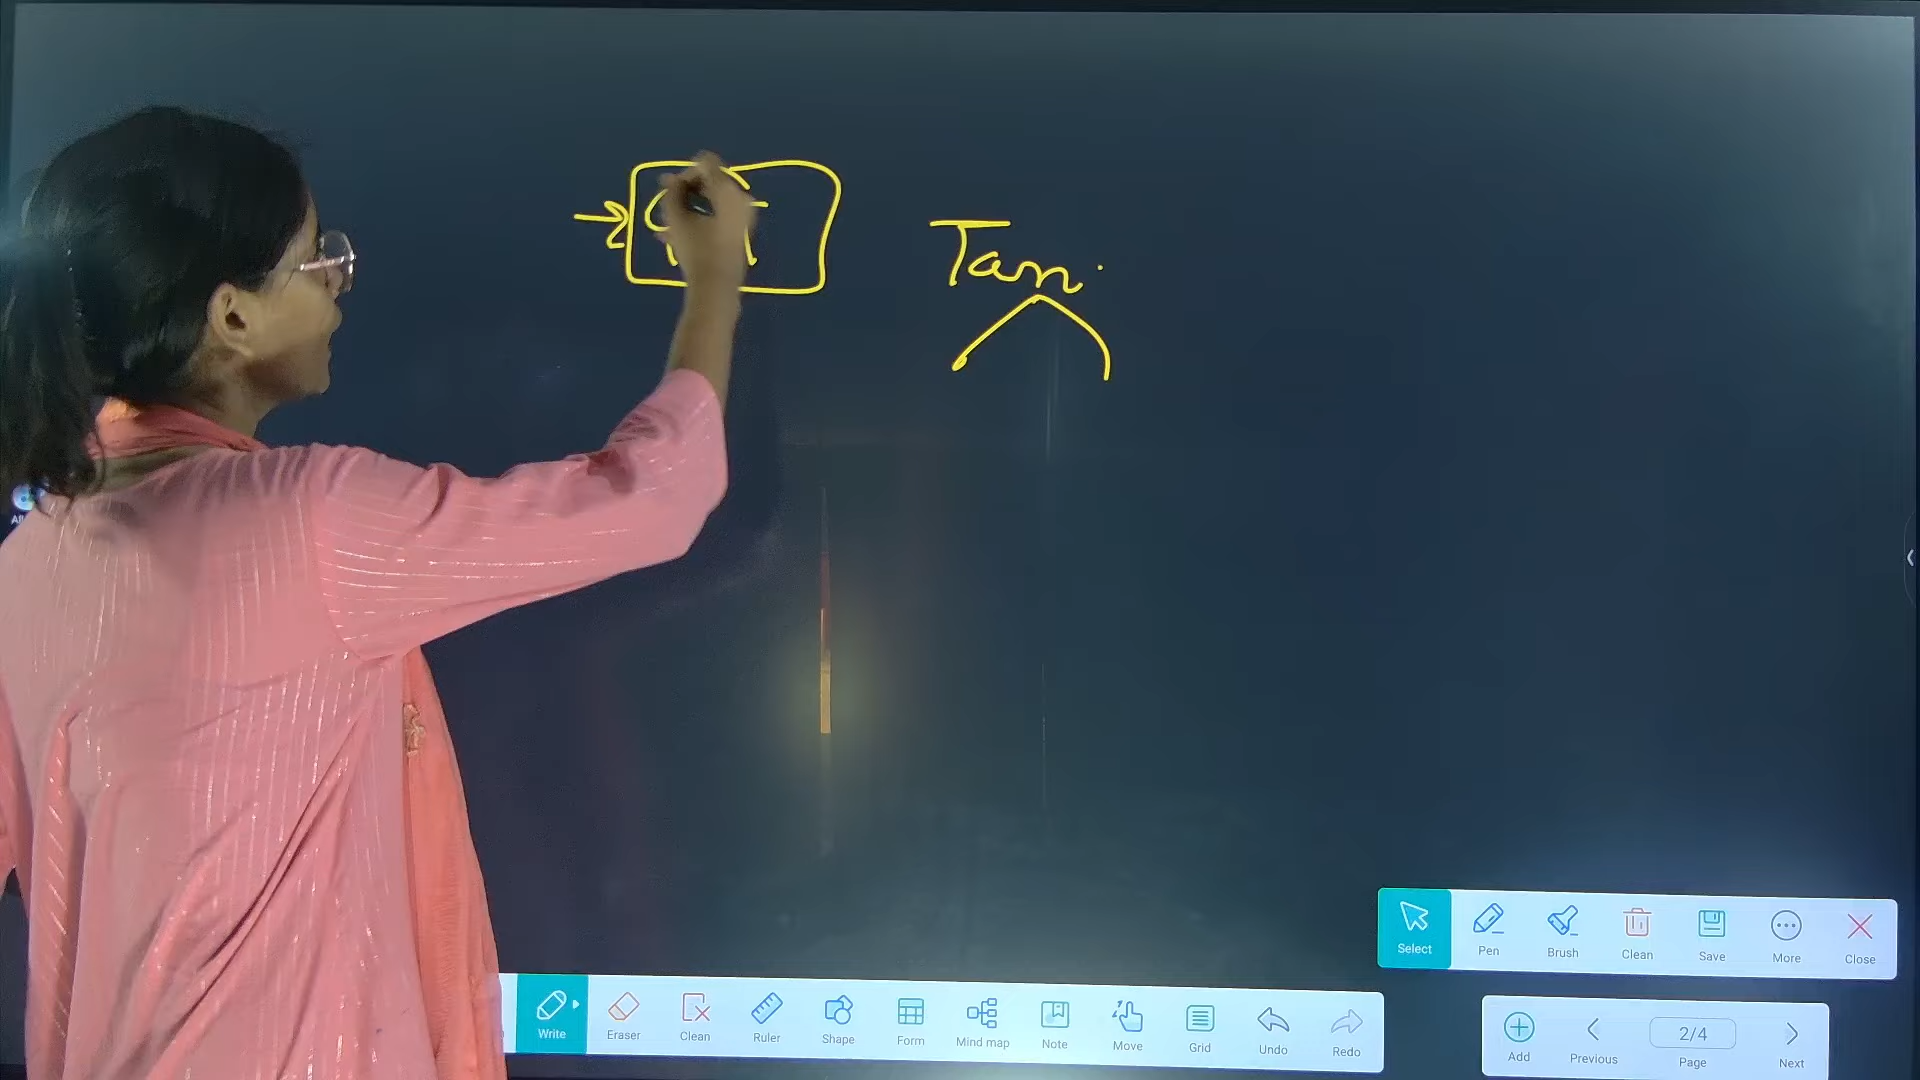 Tan
Select Pen Brush Clean Save More Close
Write Eraser Clean Ruler Shape Form Mind map Note Move Grid Undo Redo
Add Previous 2/4 Page Next